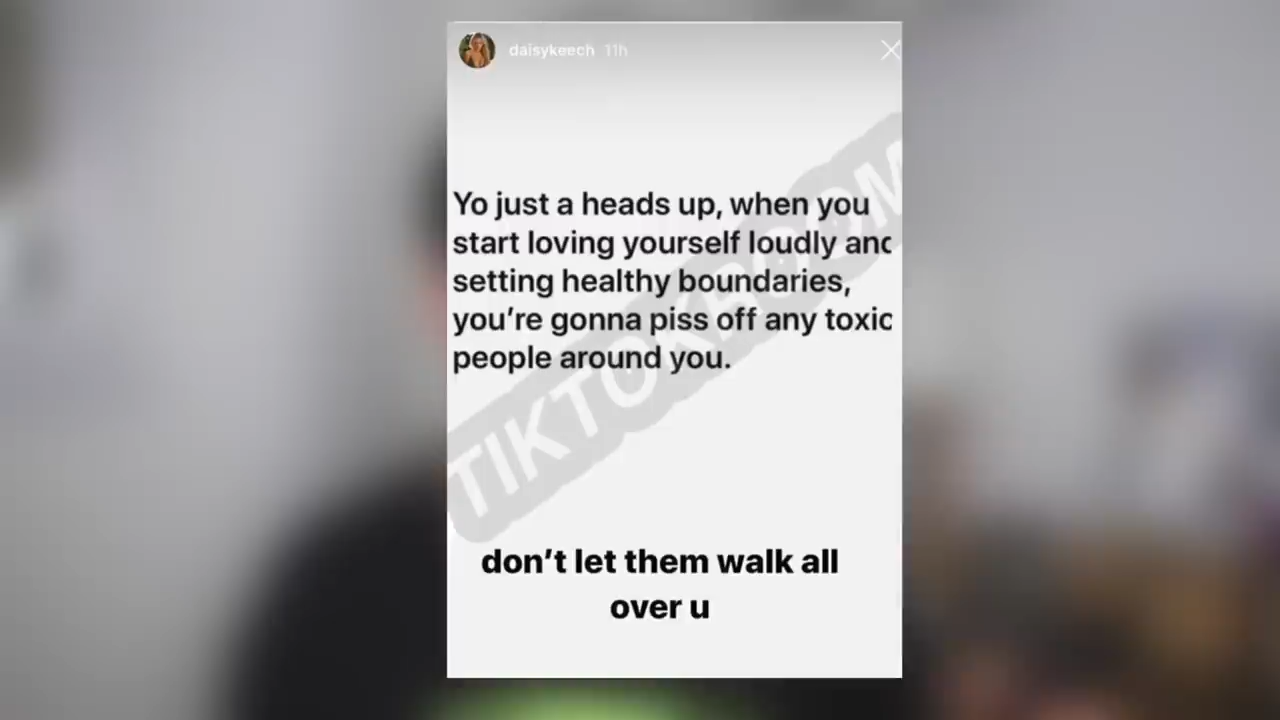 daisykeech 11h
Yo just a heads up, when you
start loving yourself loudly and
setting healthy boundaries,
you're gonna piss off any toxic
people around you.
TIKTOKROOM
don't let them walk all
over u